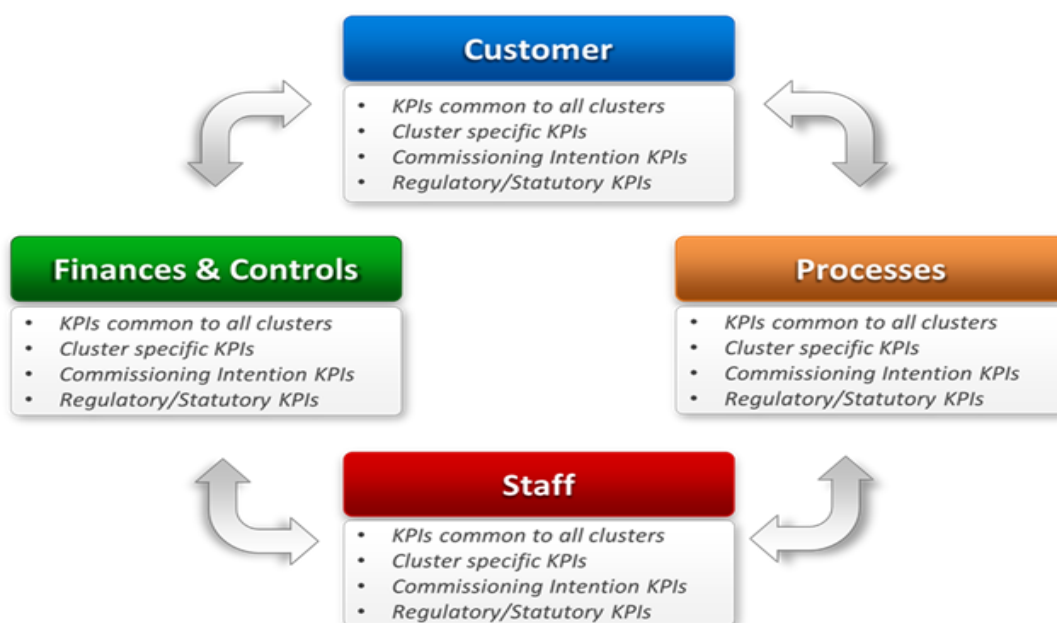 Customer
• KPIs common to all clusters
• Cluster specific KPIs
• Commissioning Intention KPIs
• Regulatory/Statutory KPIs
Finances & Controls
• KPIs common to all clusters
• Cluster specific KPIs
• Commissioning Intention KPIs
• Regulatory/Statutory KPIs
Processes
• KPIs common to all clusters
• Cluster specific KPIs
• Commissioning Intention KPIs
• Regulatory/Statutory KPIs
Staff
• KPIs common to all clusters
• Cluster specific KPIs
• Commissioning Intention KPIs
• Regulatory/Statutory KPIs